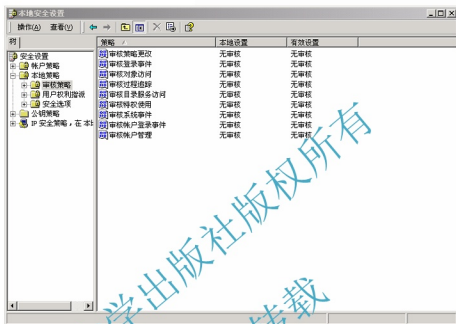 本地安全设置
操作(A) 查看(V)
树
策略 本地设置 有效设置
安全设置
帐户策略
本地策略
审核策略
用户权利指派
安全选项
公钥策略
IP 安全策略，在 本地
审核策略更改 无审核 无审核
审核登录事件 无审核 无审核
审核对象访问 无审核 无审核
审核过程追踪 无审核 无审核
审核目录服务访问 无审核 无审核
审核特权使用 无审核 无审核
审核系统事件 无审核 无审核
审核帐户登录事件 无审核 无审核
审核帐户管理 无审核 无审核
学出版社版权所有
转载